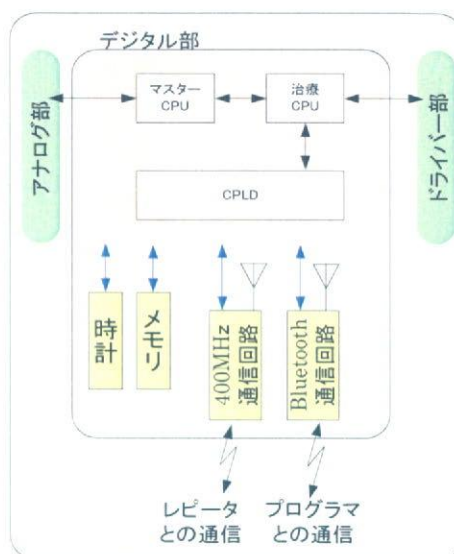 デジタル部
マスター
CPU
治療
CPU
アナログ部
ドライバー部
CPLD
時計
メモリ
400MHz
通信回路
Bluetooth
通信回路
レピータ
との通信
プログラマ
との通信